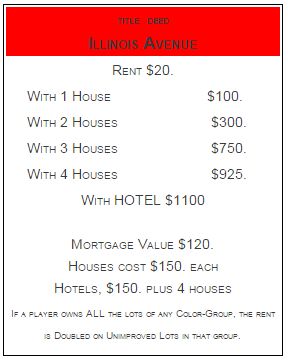 TITLE DEED
ILLINOIS AVENUE
RENT $20.
WITH 1 HOUSE $100.
WITH 2 HOUSES $300.
WITH 3 HOUSES $750.
WITH 4 HOUSES $925.
WITH HOTEL $1100
MORTGAGE VALUE $120.
HOUSES COST $150. EACH
HOTELS, $150. PLUS 4 HOUSES
IF A PLAYER OWNS ALL THE LOTS OF ANY COLOR-GROUP, THE RENT
IS DOUBLED ON UNIMPROVED LOTS IN THAT GROUP.